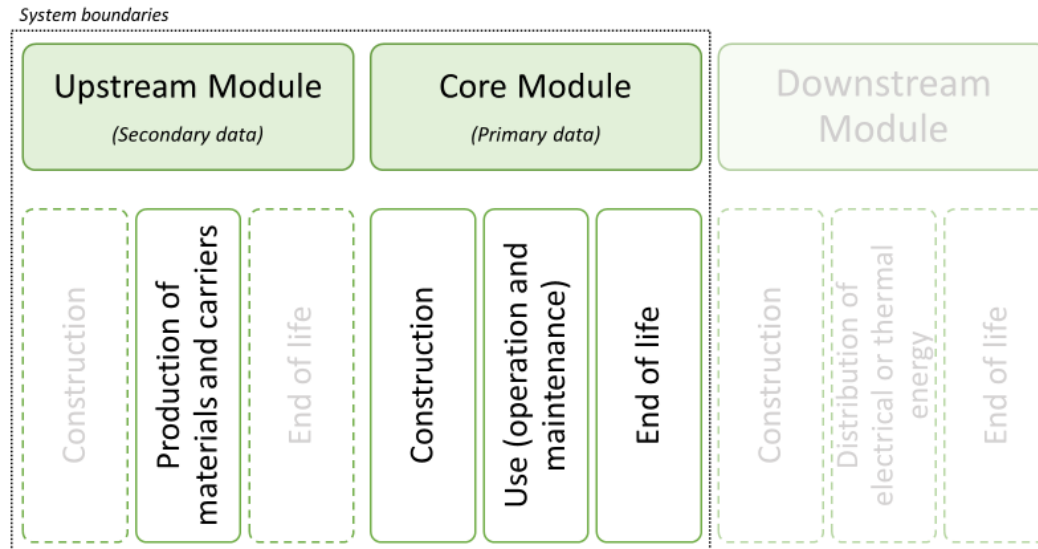 System boundaries
Upstream Module
(Secondary data)
Core Module
(Primary data)
Downstream
Module
Construction
Production of
materials and carriers
End of life
Construction
Use (operation and
maintenance)
End of life
Construction
Distribution of
electrical or thermal
energy
End of life